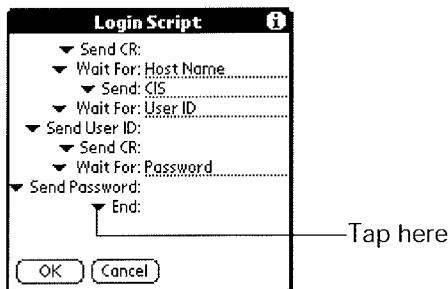 Login Script
Send CR:
Wait For: Host Name
Send: CIS
Wait For: User ID
Send User ID:
Send CR:
Wait For: Password
Send Password:
End:
Tap here
OK Cancel